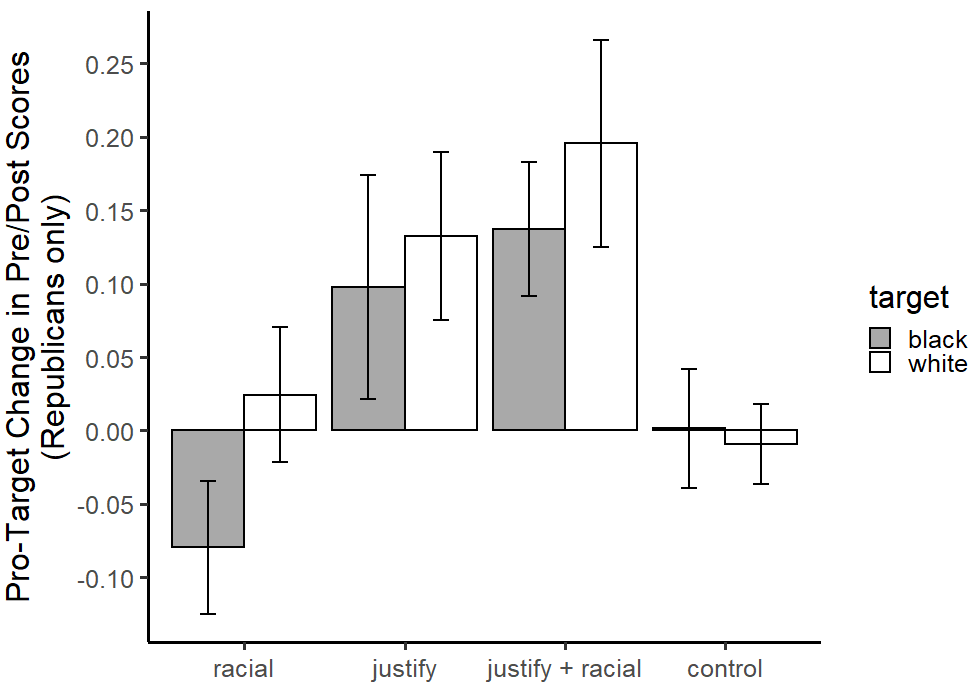 Pro-Target Change in Pre/Post Scores
(Republicans only)
0.25
0.20
0.15
0.10
0.05
0.00
-0.05
-0.10
racial justify justify + racial control
target
black
white